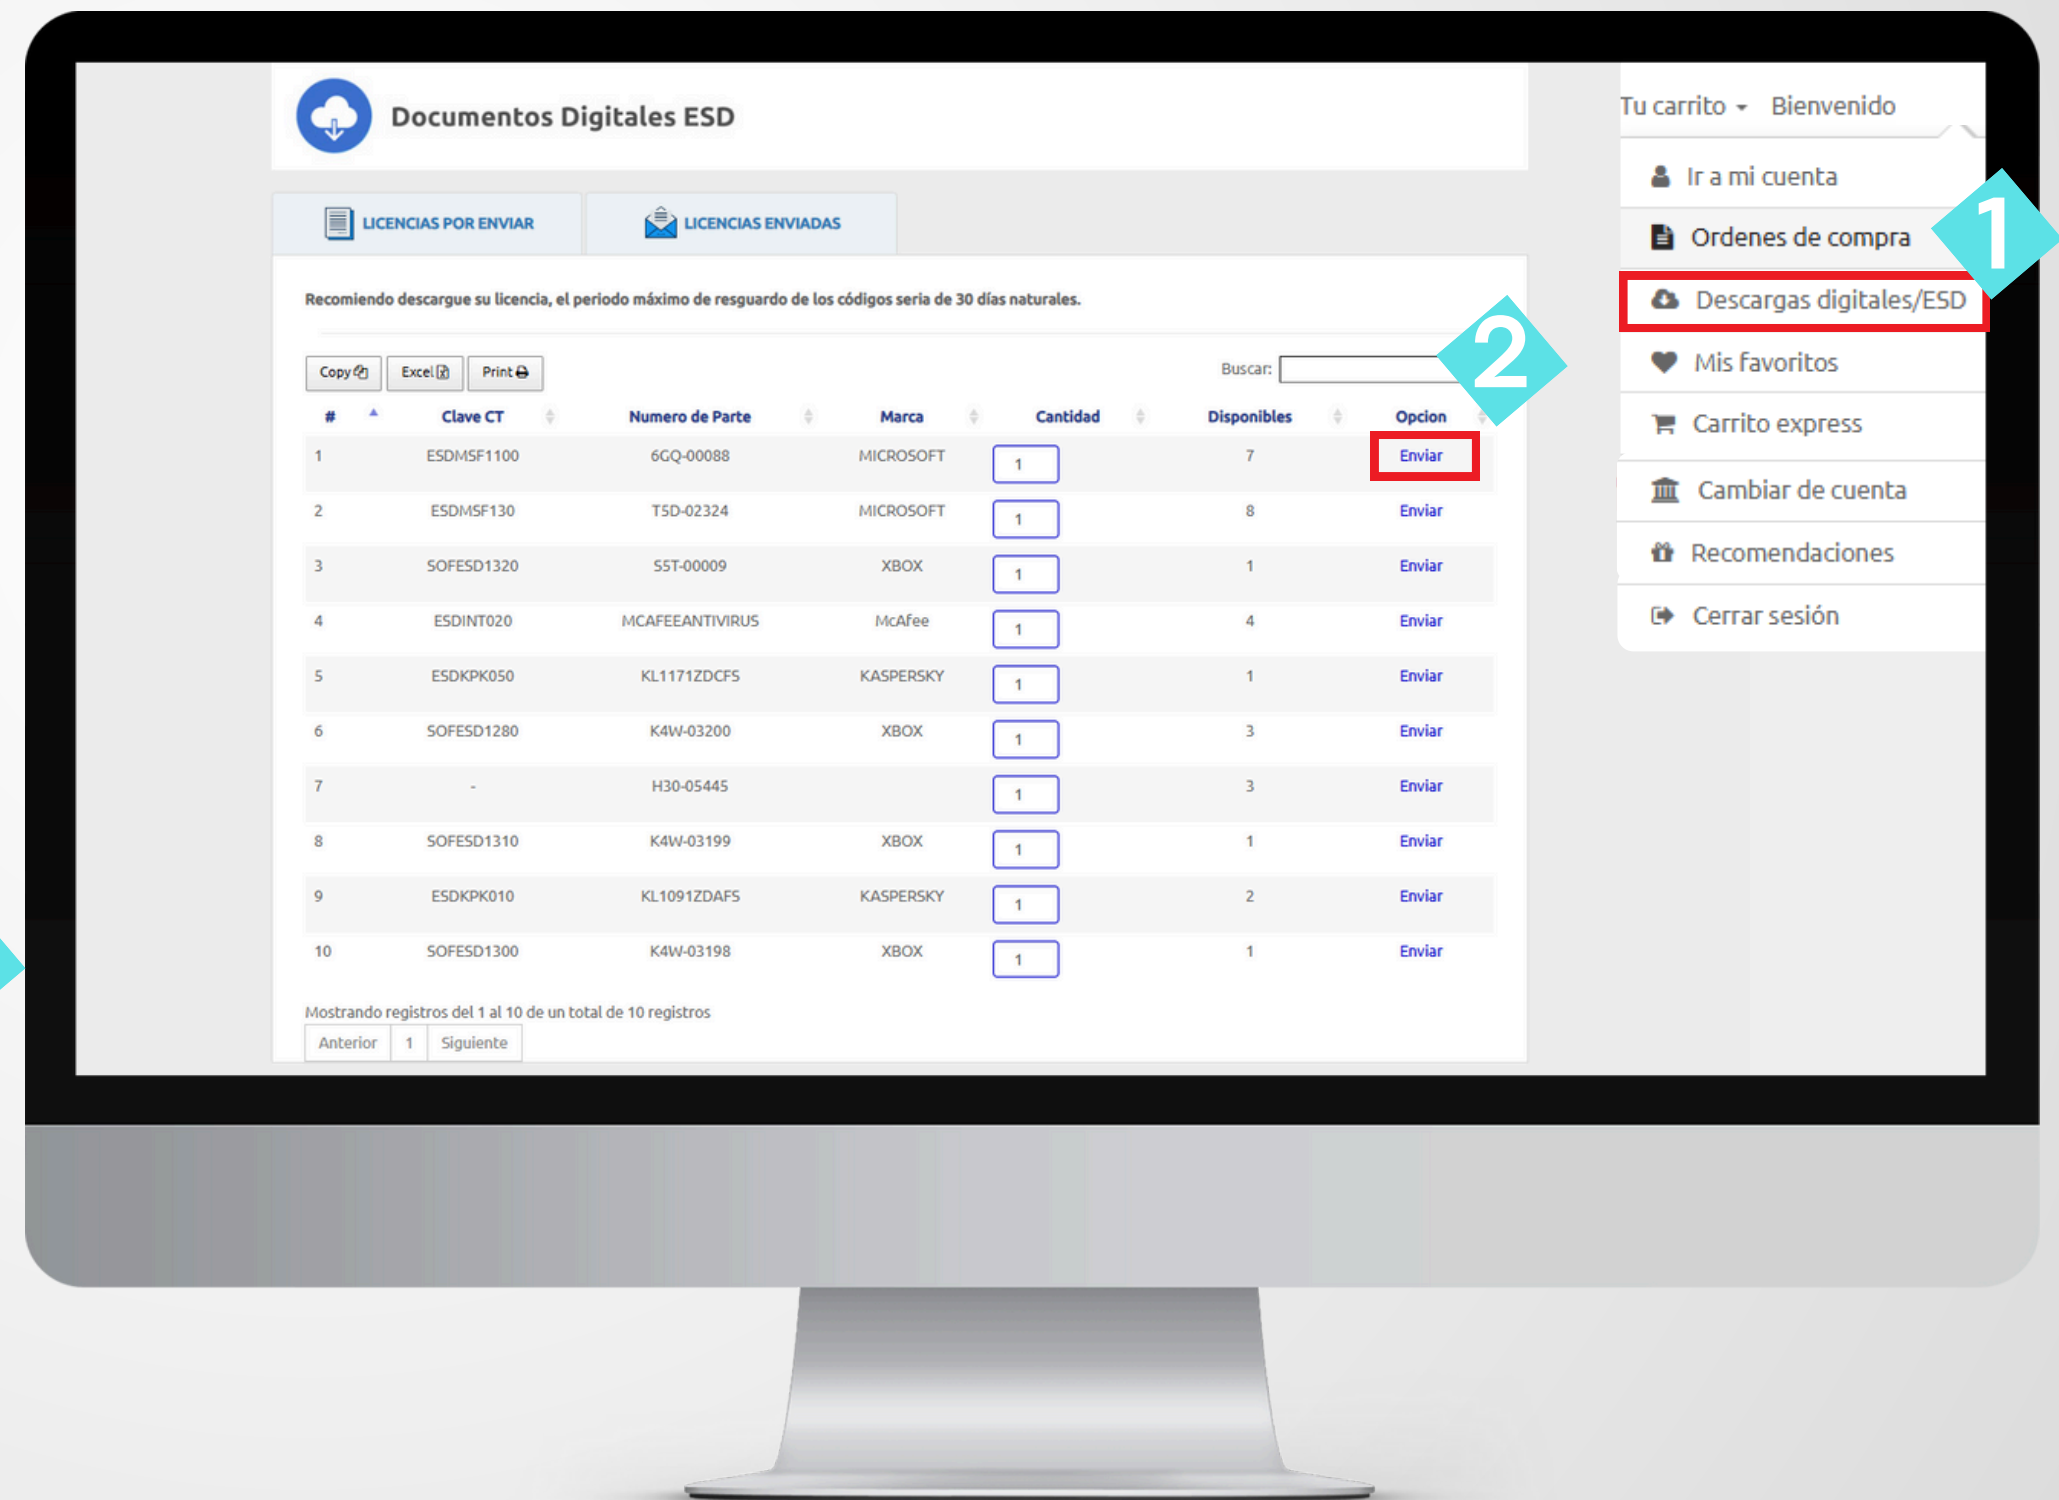 Documentos Digitales ESD
LICENCIAS POR ENVIAR
LICENCIAS ENVIADAS
Recomiendo descargue su licencia, el periodo máximo de resguardo de los códigos seria de 30 días naturales.
Copy Excel Print
Buscar:
2
# Clave CT Numero de Parte Marca Cantidad Disponibles Opcion
1 ESDMSF1100 6GQ-00088 MICROSOFT 1 7 Enviar
2 ESDMSF130 T5D-02324 MICROSOFT 1 8 Enviar
3 SOFESD1320 S5T-00009 XBOX 1 1 Enviar
4 ESDINT020 MCAFEEANTIVIRUS McAfee 1 4 Enviar
5 ESDKPK050 KL1171ZDCFS KASPERSKY 1 1 Enviar
6 SOFESD1280 K4W-03200 XBOX 1 3 Enviar
7 - H30-05445 1 3 Enviar
8 SOFESD1310 K4W-03199 XBOX 1 1 Enviar
9 ESDKPK010 KL1091ZDAFS KASPERSKY 1 2 Enviar
10 SOFESD1300 K4W-03198 XBOX 1 1 Enviar
Mostrando registros del 1 al 10 de un total de 10 registros
Anterior 1 Siguiente
Tu carrito Bienvenido
Ir a mi cuenta
1
Ordenes de compra
Descargas digitales/ESD
Mis favoritos
Carrito express
Cambiar de cuenta
Recomendaciones
Cerrar sesión